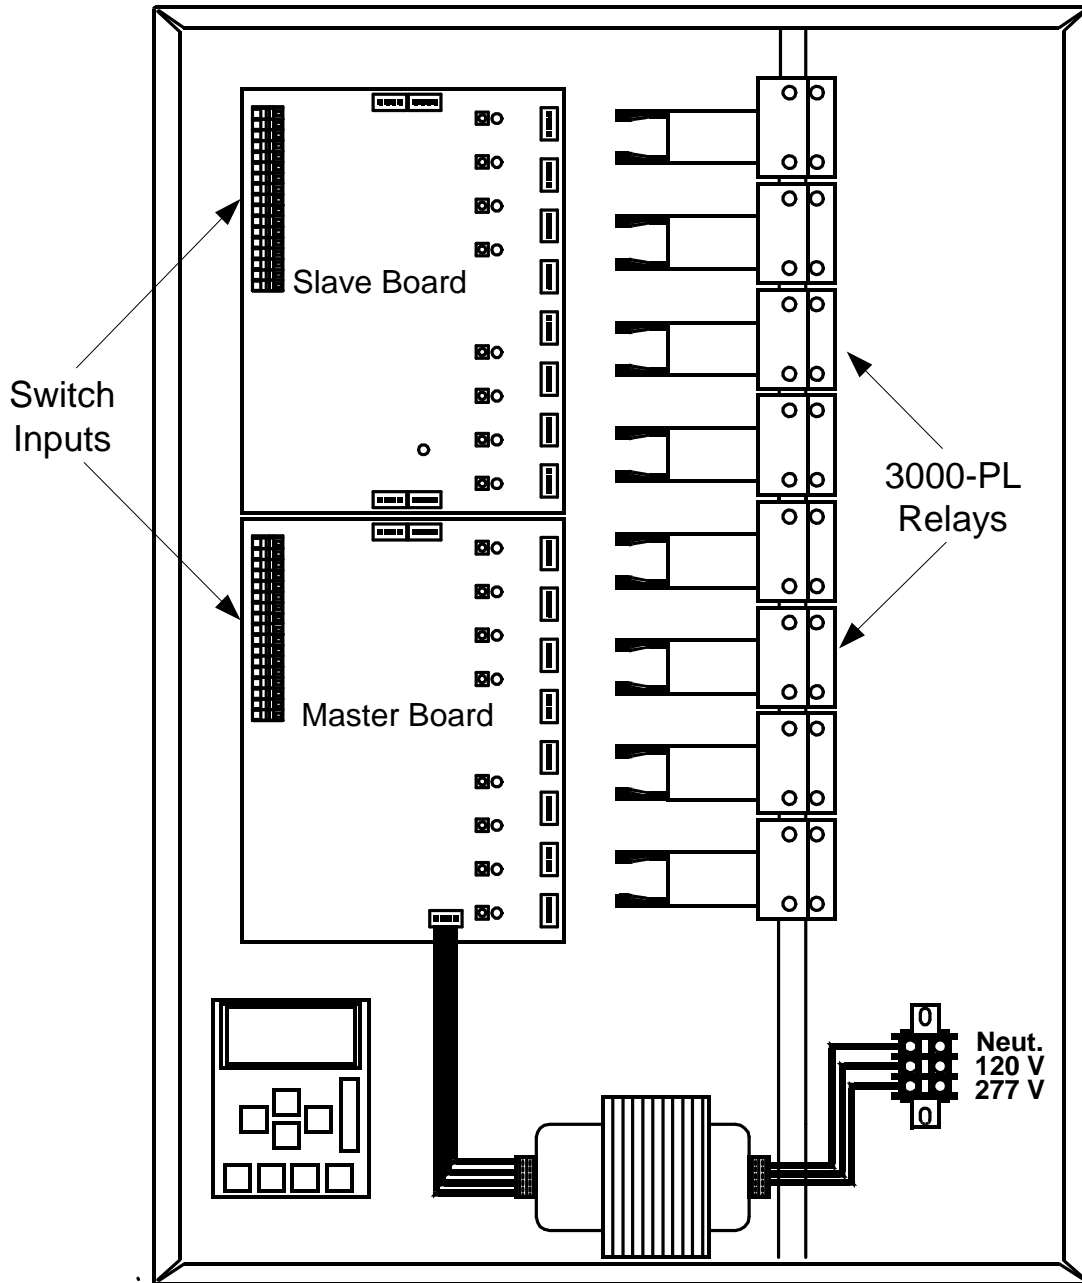 Slave Board
Switch
Inputs
3000-PL
Relays
Master Board
Neut.
120 V
277 V